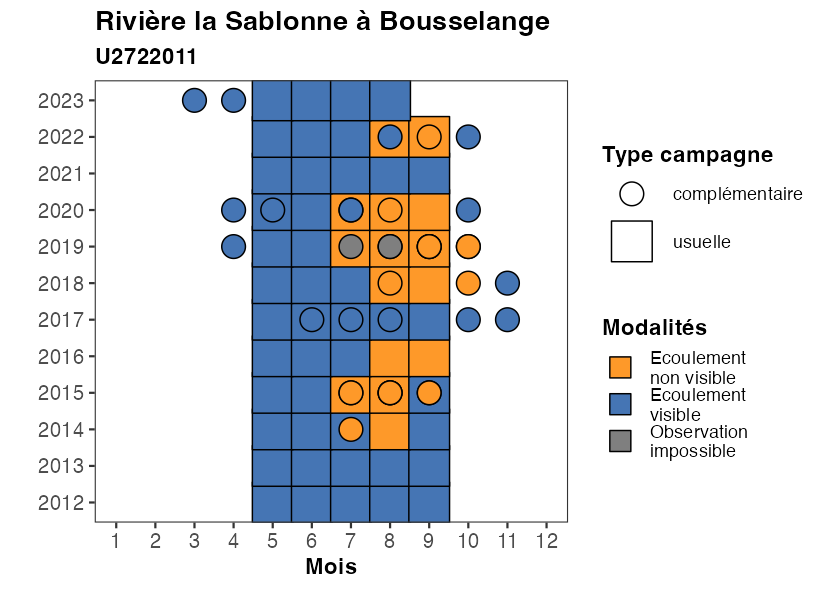 Rivière la Sablonne à Bousselange
U2722011
2023
2022
2021
2020
2019
2018
2017
2016
2015
2014
2013
2012
1 2 3 4 5 6 7 8 9 10 11 12
Mois
Type campagne
complémentaire
usuelle
Modalités
Ecoulement
non visible
Ecoulement
visible
Observation
impossible